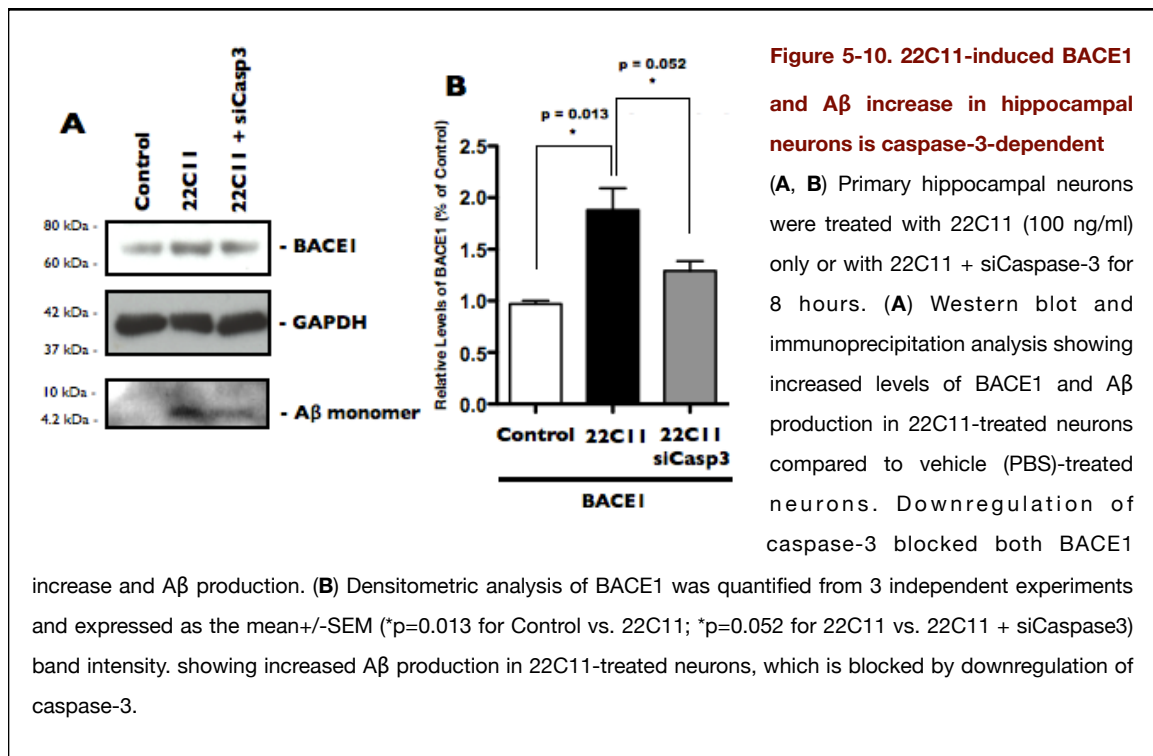 A
Control
22C11
22C11 + siCasp3
80 kDa -
60 kDa -
- BACE1
42 kDa -
37 kDa -
- GAPDH
10 kDa -
4.2 kDa -
- Aβ monomer
B
p = 0.052
*
p = 0.013
*
Relative Levels of BACE1 (% of Control)
2.5
2.0
1.5
1.0
0.5
0.0
Control 22C11 22C11
siCasp3
BACE1
Figure 5-10. 22C11-induced BACE1
and Aβ increase in hippocampal
neurons is caspase-3-dependent
(A, B) Primary hippocampal neurons
were treated with 22C11 (100 ng/ml)
only or with 22C11 + siCaspase-3 for
8 hours. (A) Western blot and
immunoprecipitation analysis showing
increased levels of BACE1 and Aβ
production in 22C11-treated neurons
compared to vehicle (PBS)-treated
neurons. Downregulation of
caspase-3 blocked both BACE1
increase and Aβ production. (B) Densitometric analysis of BACE1 was quantified from 3 independent experiments
and expressed as the mean+/-SEM (*p=0.013 for Control vs. 22C11; *p=0.052 for 22C11 vs. 22C11 + siCaspase3)
band intensity. showing increased Aβ production in 22C11-treated neurons, which is blocked by downregulation of
caspase-3.